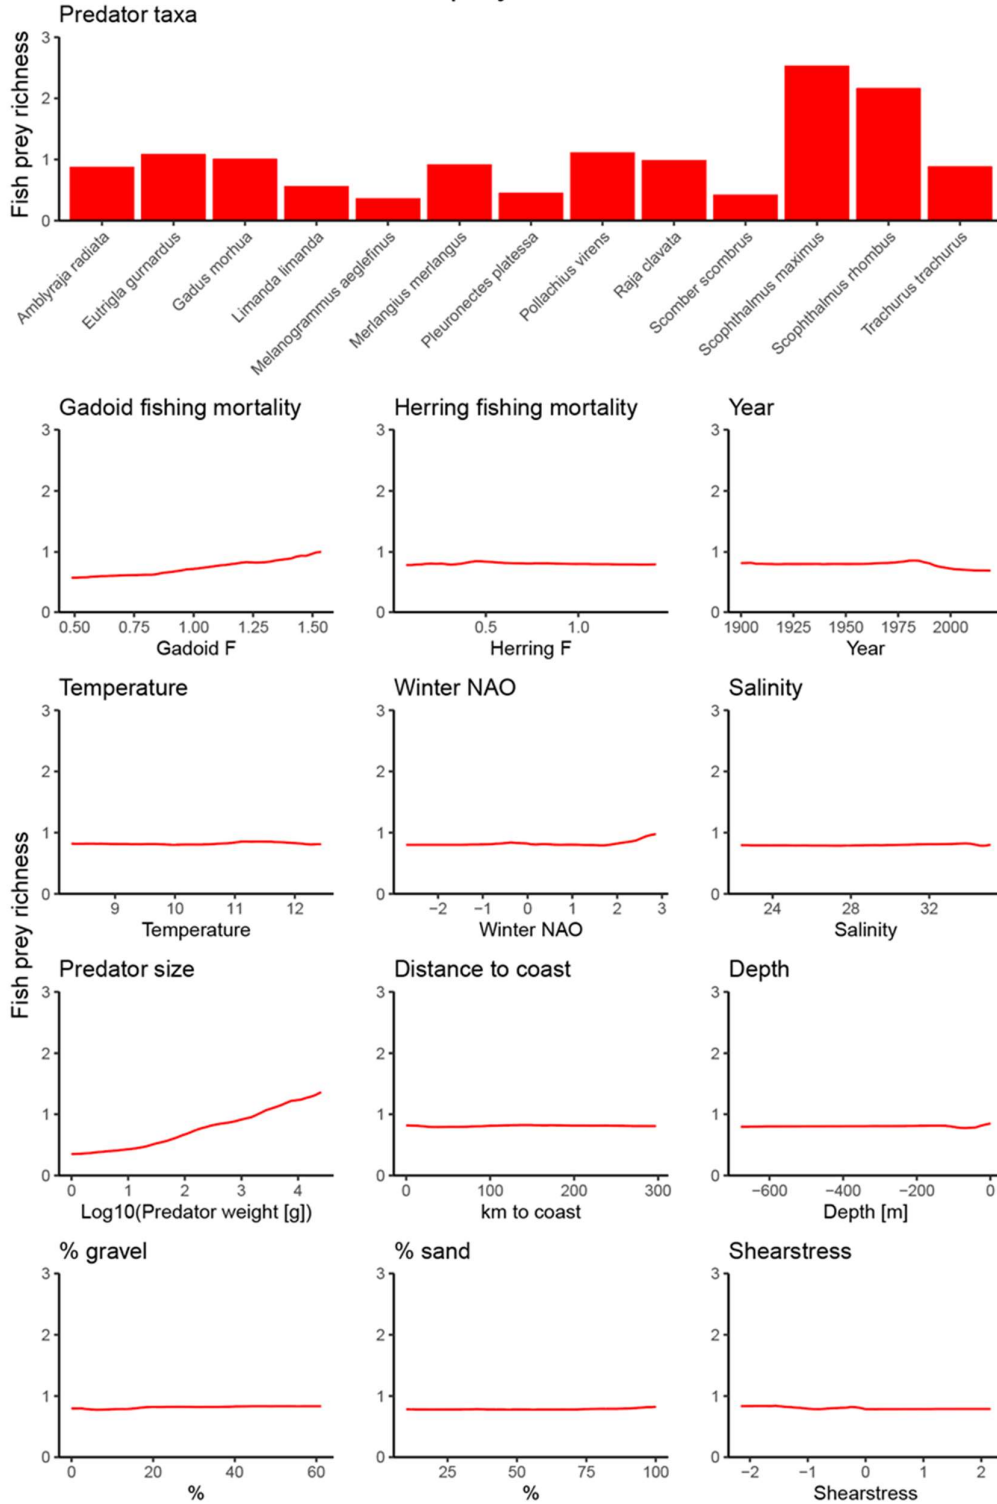 Predator taxa
Fish prey richness
3
2
1
0
Amblyraja radiata
Eutrigla gurnardus
Gadus morhua
Limanda limanda
Melanogrammus aeglefinus
Merlangius merlangus
Pleuronectes platessa
Pollachius virens
Raja clavata
Scomber scombrus
Scophthalmus maximus
Scophthalmus rhombus
Trachurus trachurus
Fish prey richness
Gadoid fishing mortality
3
2
1
0
0.50 0.75 1.00 1.25 1.50
Gadoid F
Herring fishing mortality
3
2
1
0
0.5 1.0
Herring F
Year
3
2
1
0
1900 1925 1950 1975 2000
Year
Temperature
3
2
1
0
9 10 11 12
Temperature
Winter NAO
3
2
1
0
−2 −1 0 1 2 3
Winter NAO
Salinity
3
2
1
0
24 28 32
Salinity
Predator size
3
2
1
0
0 1 2 3 4
Log10(Predator weight [g])
Distance to coast
3
2
1
0
0 100 200 300
km to coast
Depth
3
2
1
0
−600 −400 −200 0
Depth [m]
% gravel
3
2
1
0
0 20 40 60
%
% sand
3
2
1
0
25 50 75 100
%
Shearstress
3
2
1
0
−2 −1 0 1 2
Shearstress